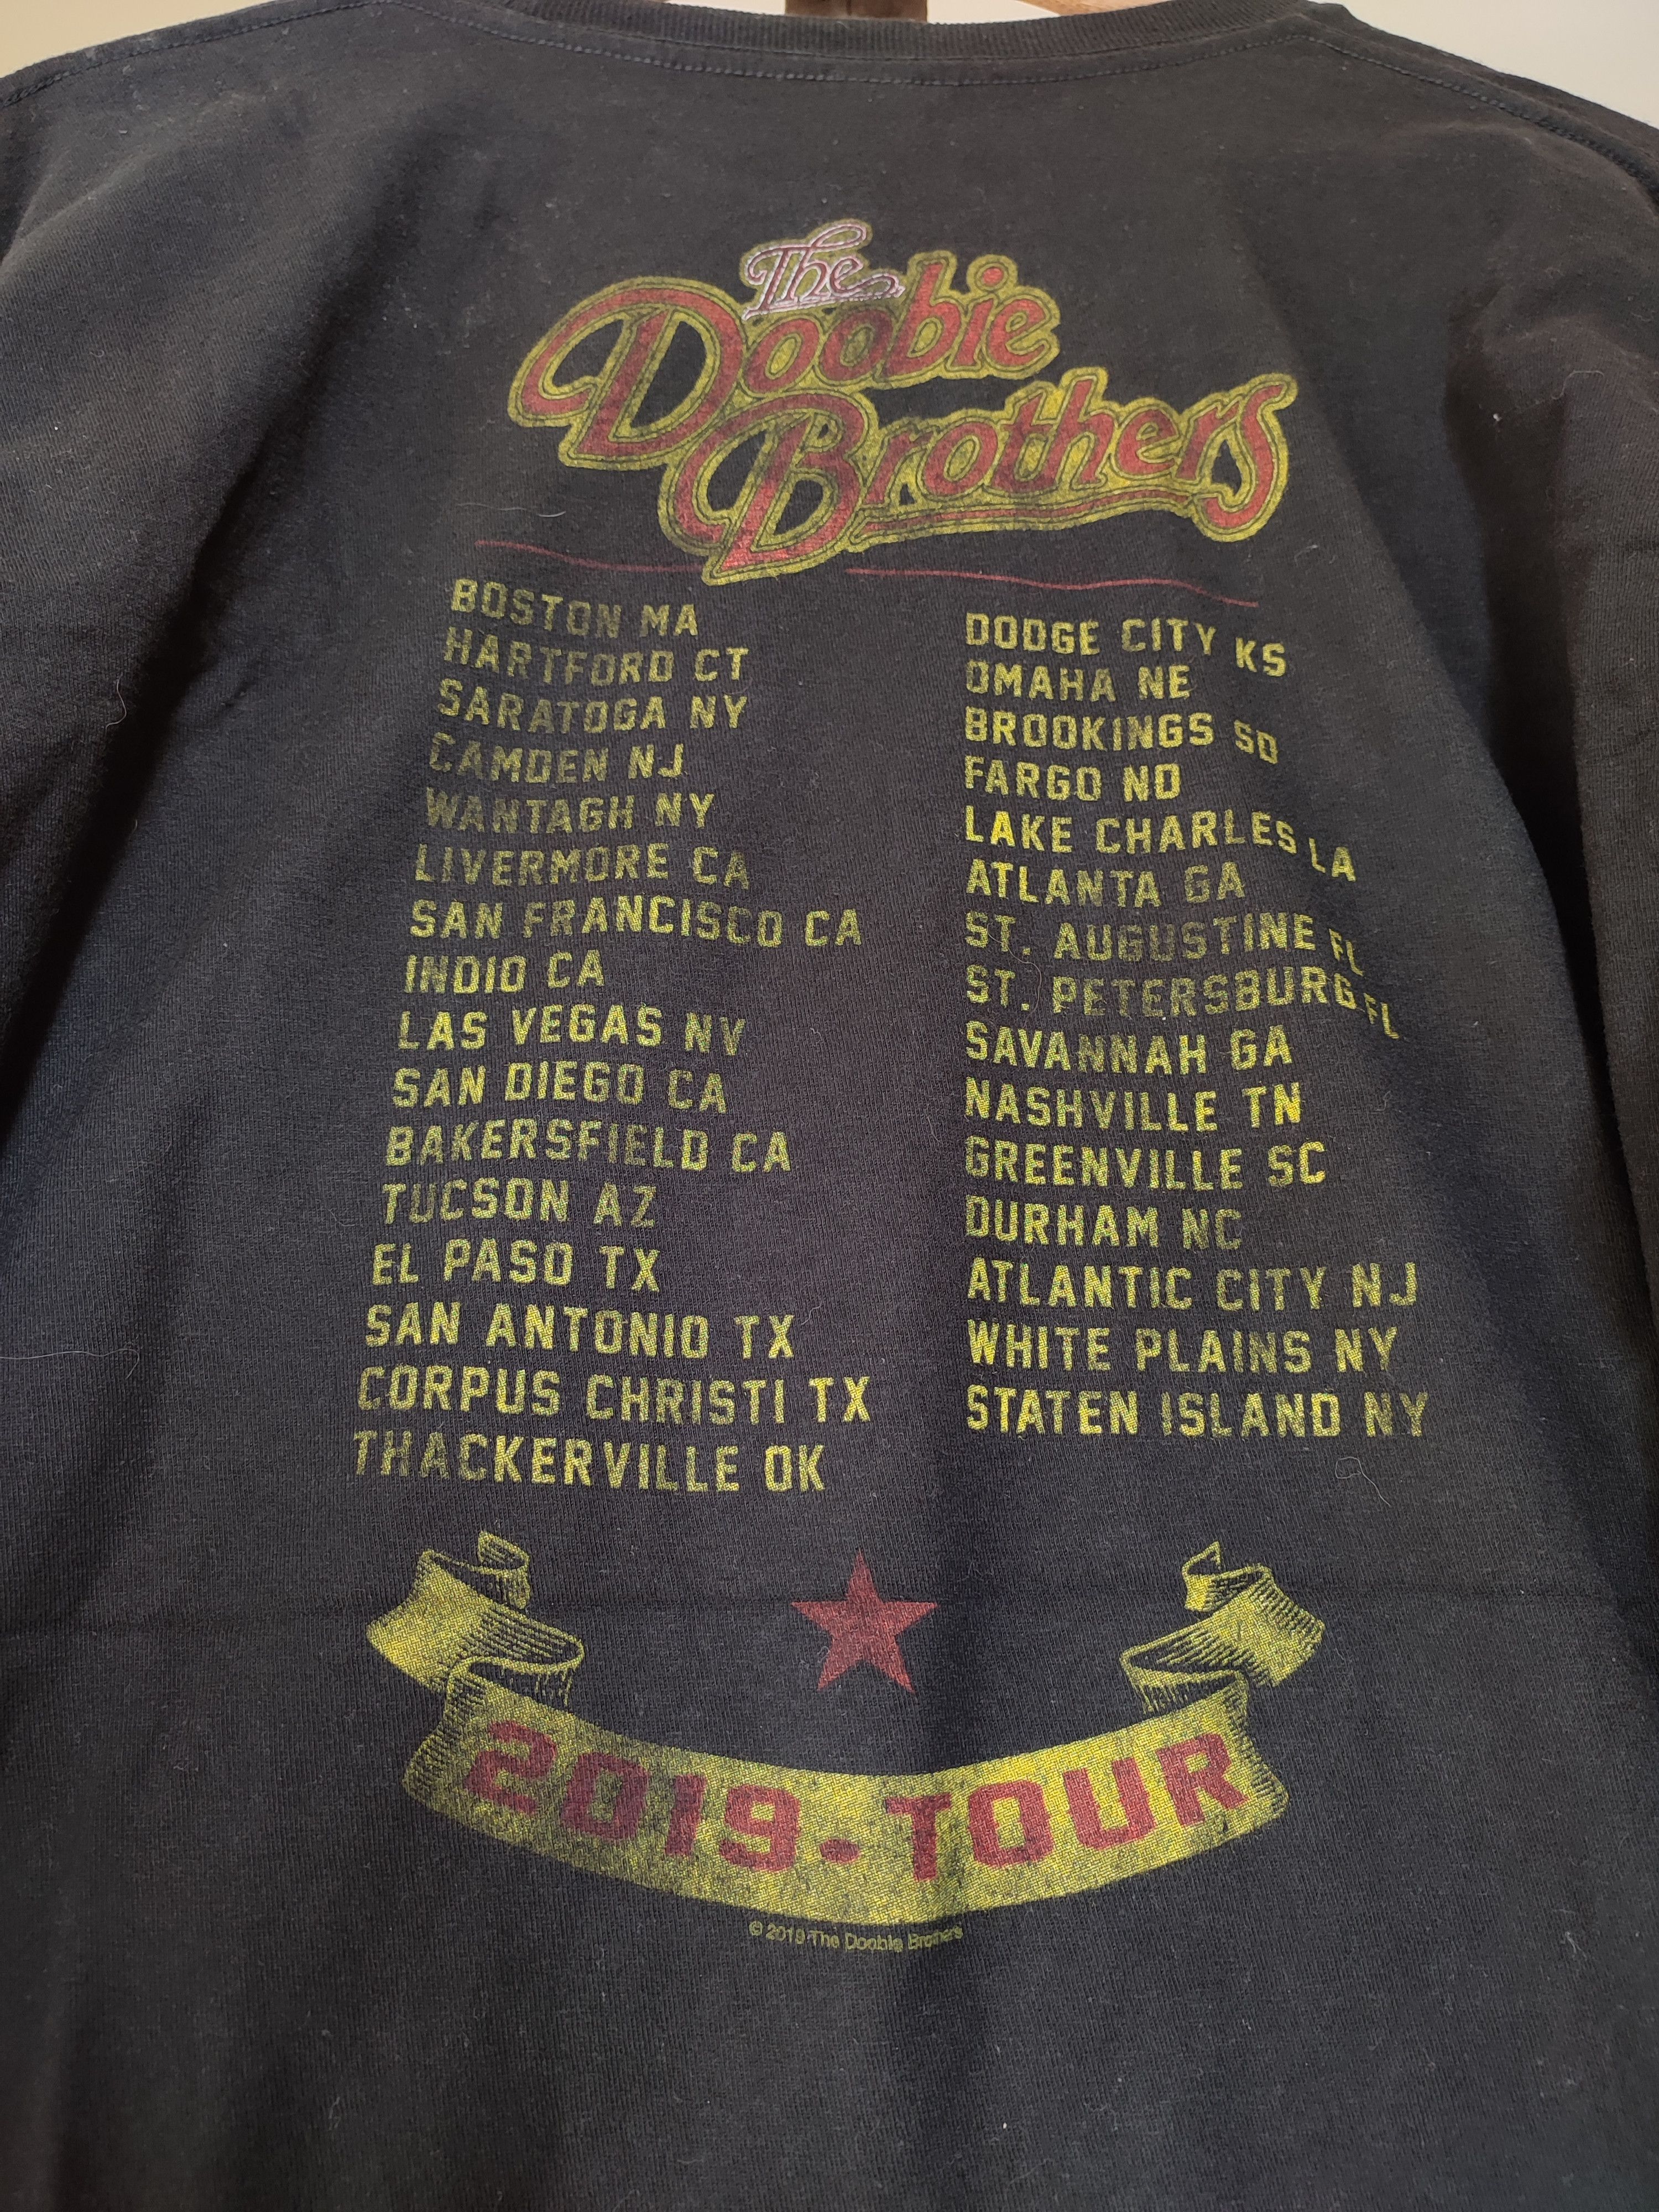 The
Doobie
Brothers
BOSTON MA
HARTFORD CT
SARATOGA NY
CAMDEN NJ
WANTAGH NY
LIVERMORE CA
SAN FRANCISCO CA
INDIO CA
LAS VEGAS NV
SAN DIEGO CA
BAKERSFIELD CA
TUCSON AZ
EL PASO TX
SAN ANTONIO TX
CORPUS CHRISTI TX
THACKERVILLE OK
DODGE CITY KS
OMAHA NE
BROOKINGS SD
FARGO ND
LAKE CHARLES LA
ATLANTA GA
ST. AUGUSTINE FL
ST. PETERSBURG FL
SAVANNAH GA
NASHVILLE TN
GREENVILLE SC
DURHAM NC
ATLANTIC CITY NJ
WHITE PLAINS NY
STATEN ISLAND NY
2019 • TOUR
© 2019 The Doobie Brothers